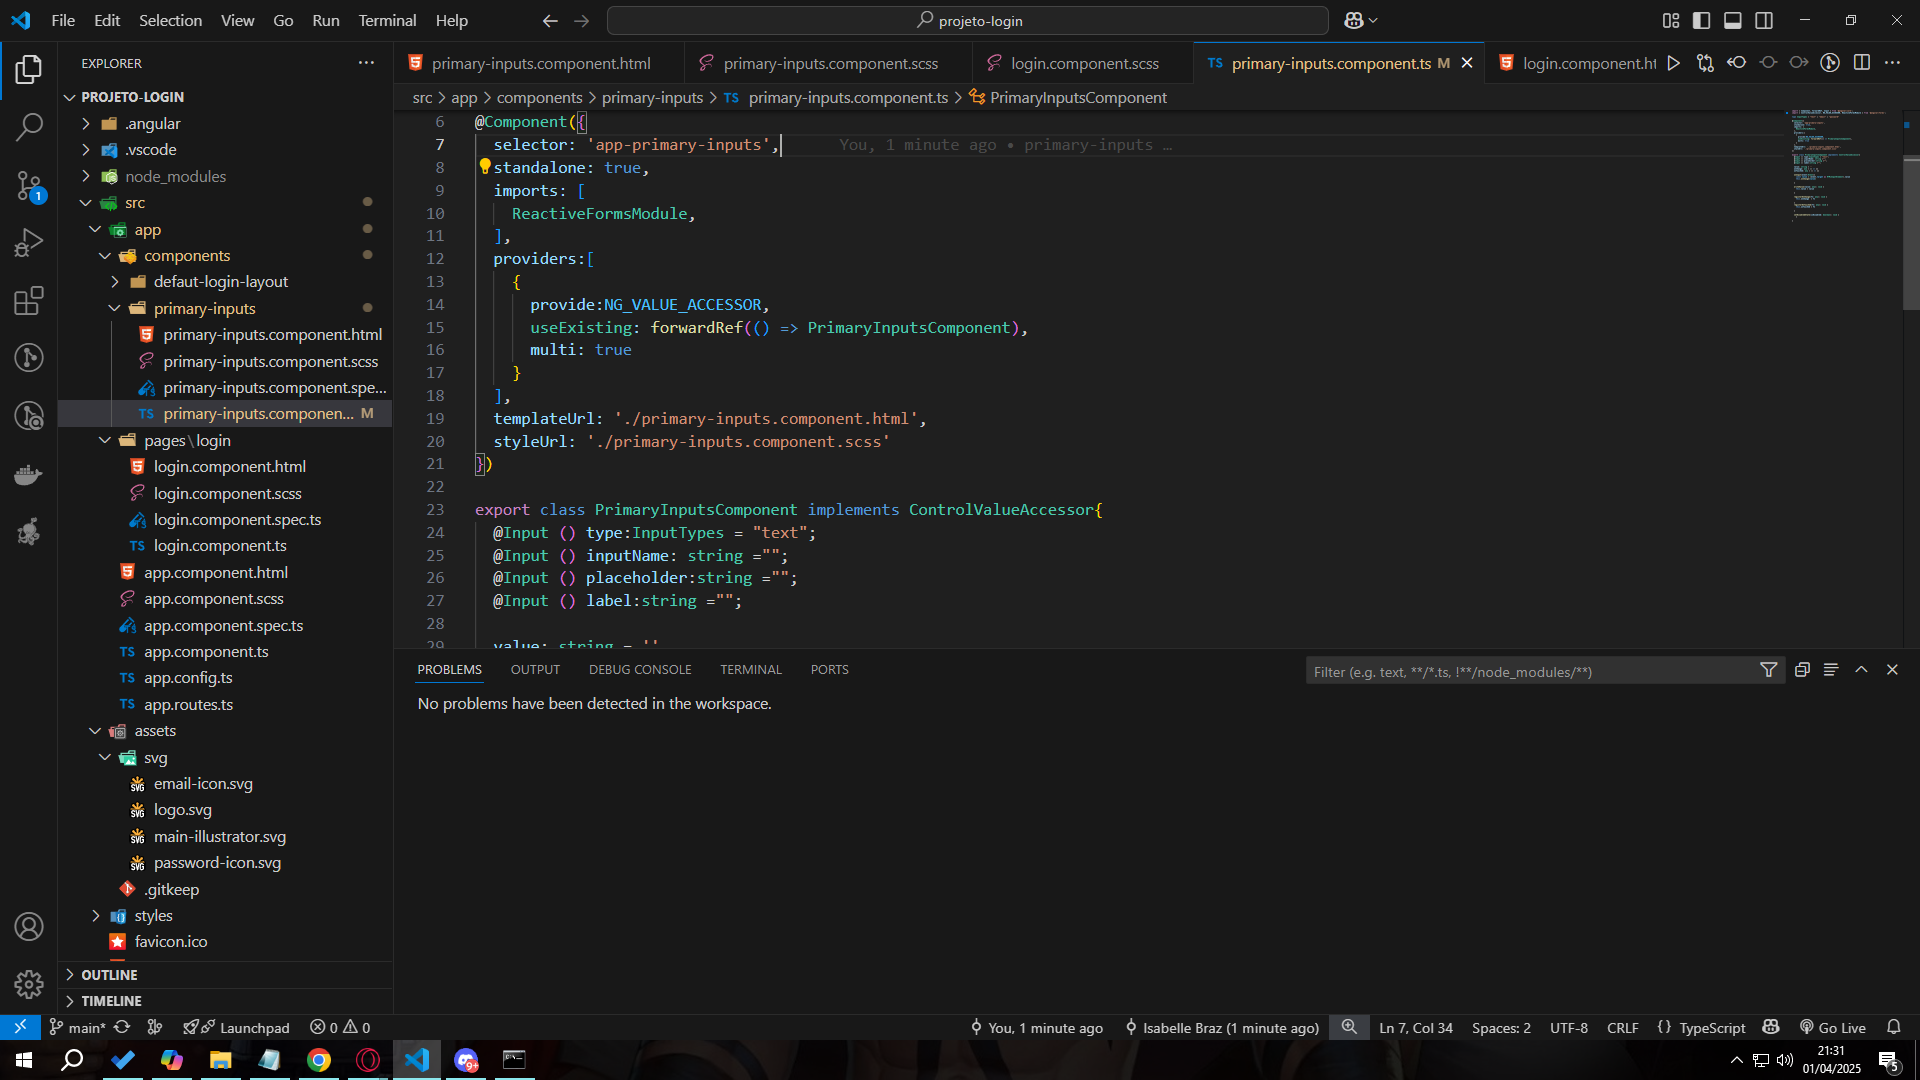 File Edit Selection View Go Run Terminal Help
projeto-login
EXPLORER
PROJETO-LOGIN
.angular
.vscode
node_modules
src
app
components
defaut-login-layout
primary-inputs
primary-inputs.component.html
primary-inputs.component.scss
primary-inputs.component.spe...
primary-inputs.componen... M
pages\login
login.component.html
login.component.scss
login.component.spec.ts
login.component.ts
app.component.html
app.component.scss
app.component.spec.ts
app.component.ts
app.config.ts
app.routes.ts
assets
svg
email-icon.svg
logo.svg
main-illustrator.svg
password-icon.svg
.gitkeep
styles
favicon.ico
OUTLINE
TIMELINE
primary-inputs.component.html primary-inputs.component.scss login.component.scss TS primary-inputs.component.ts M login.component.ht
src > app > components > primary-inputs > TS primary-inputs.component.ts > PrimaryInputsComponent
6 @Component({
7 selector: 'app-primary-inputs', You, 1 minute ago • primary-inputs …
8 standalone: true,
9 imports: [
10 ReactiveFormsModule,
11 ],
12 providers:[
13 {
14 provide:NG_VALUE_ACCESSOR,
15 useExisting: forwardRef(() => PrimaryInputsComponent),
16 multi: true
17 }
18 ],
19 templateUrl: './primary-inputs.component.html',
20 styleUrl: './primary-inputs.component.scss'
21 })
22
23 export class PrimaryInputsComponent implements ControlValueAccessor{
24 @Input () type:InputTypes = "text";
25 @Input () inputName: string ="";
26 @Input () placeholder:string ="";
27 @Input () label:string ="";
28
29 value: string = ''
PROBLEMS OUTPUT DEBUG CONSOLE TERMINAL PORTS
Filter (e.g. text, **/*.ts, !**/node_modules/**)
No problems have been detected in the workspace.
main* Launchpad 0 0 You, 1 minute ago Isabelle Braz (1 minute ago) Ln 7, Col 34 Spaces: 2 UTF-8 CRLF {} TypeScript Go Live
21:31
01/04/2025